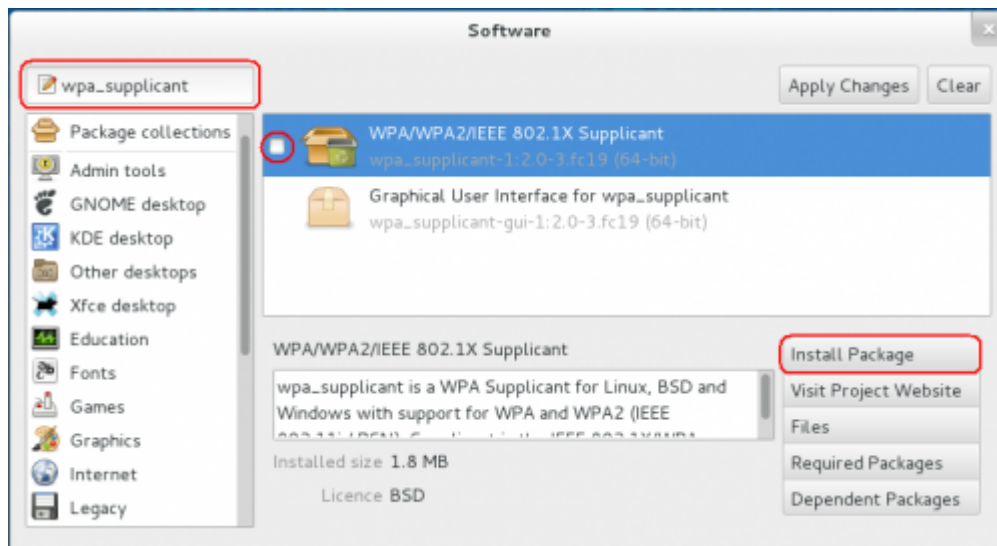 Software
wpa_supplicant
Apply Changes
Clear
Package collections
Admin tools
GNOME desktop
KDE desktop
Other desktops
Xfce desktop
Education
Fonts
Games
Graphics
Internet
Legacy
WPA/WPA2/IEEE 802.1X Supplicant
wpa_supplicant-1:2.0-3.fc19 (64-bit)
Graphical User Interface for wpa_supplicant
wpa_supplicant-gui-1:2.0-3.fc19 (64-bit)
WPA/WPA2/IEEE 802.1X Supplicant
wpa_supplicant is a WPA Supplicant for Linux, BSD and
Windows with support for WPA and WPA2 (IEEE
Installed size 1.8 MB
Licence BSD
Install Package
Visit Project Website
Files
Required Packages
Dependent Packages